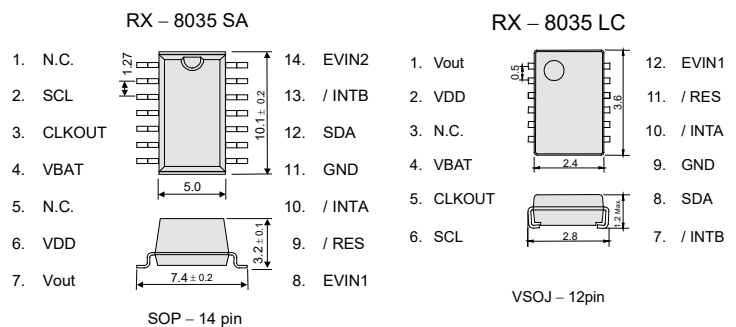 RX – 8035 SA
1. N.C.
2. SCL
3. CLKOUT
4. VBAT
5. N.C.
6. VDD
7. Vout
1.27
10.1± 0.2
5.0
3.2 ± 0.1
7.4 ± 0.2
14. EVIN2
13. / INTB
12. SDA
11. GND
10. / INTA
9. / RES
8. EVIN1
SOP – 14 pin
RX – 8035 LC
1. Vout
2. VDD
3. N.C.
4. VBAT
5. CLKOUT
6. SCL
0.5
3.6
2.4
1.2 Max
2.8
12. EVIN1
11. / RES
10. / INTA
9. GND
8. SDA
7. / INTB
VSOJ – 12pin